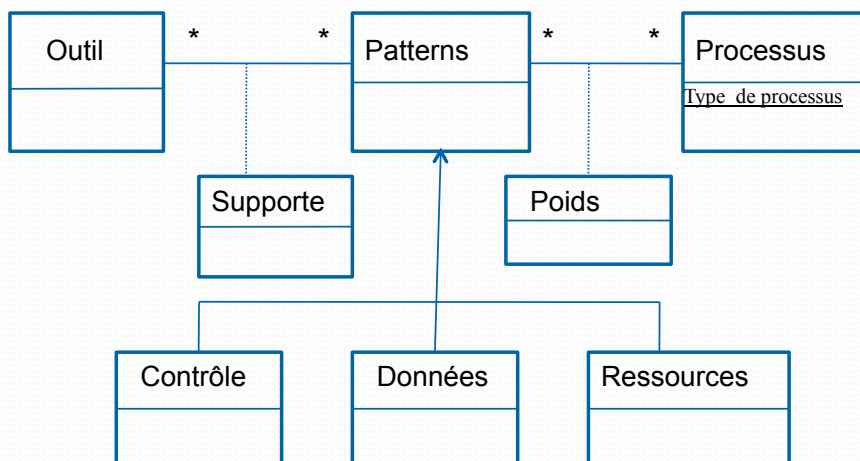 Outil
*
*
Patterns
*
*
Processus
Type de processus
Supporte
Poids
Contrôle
Données
Ressources